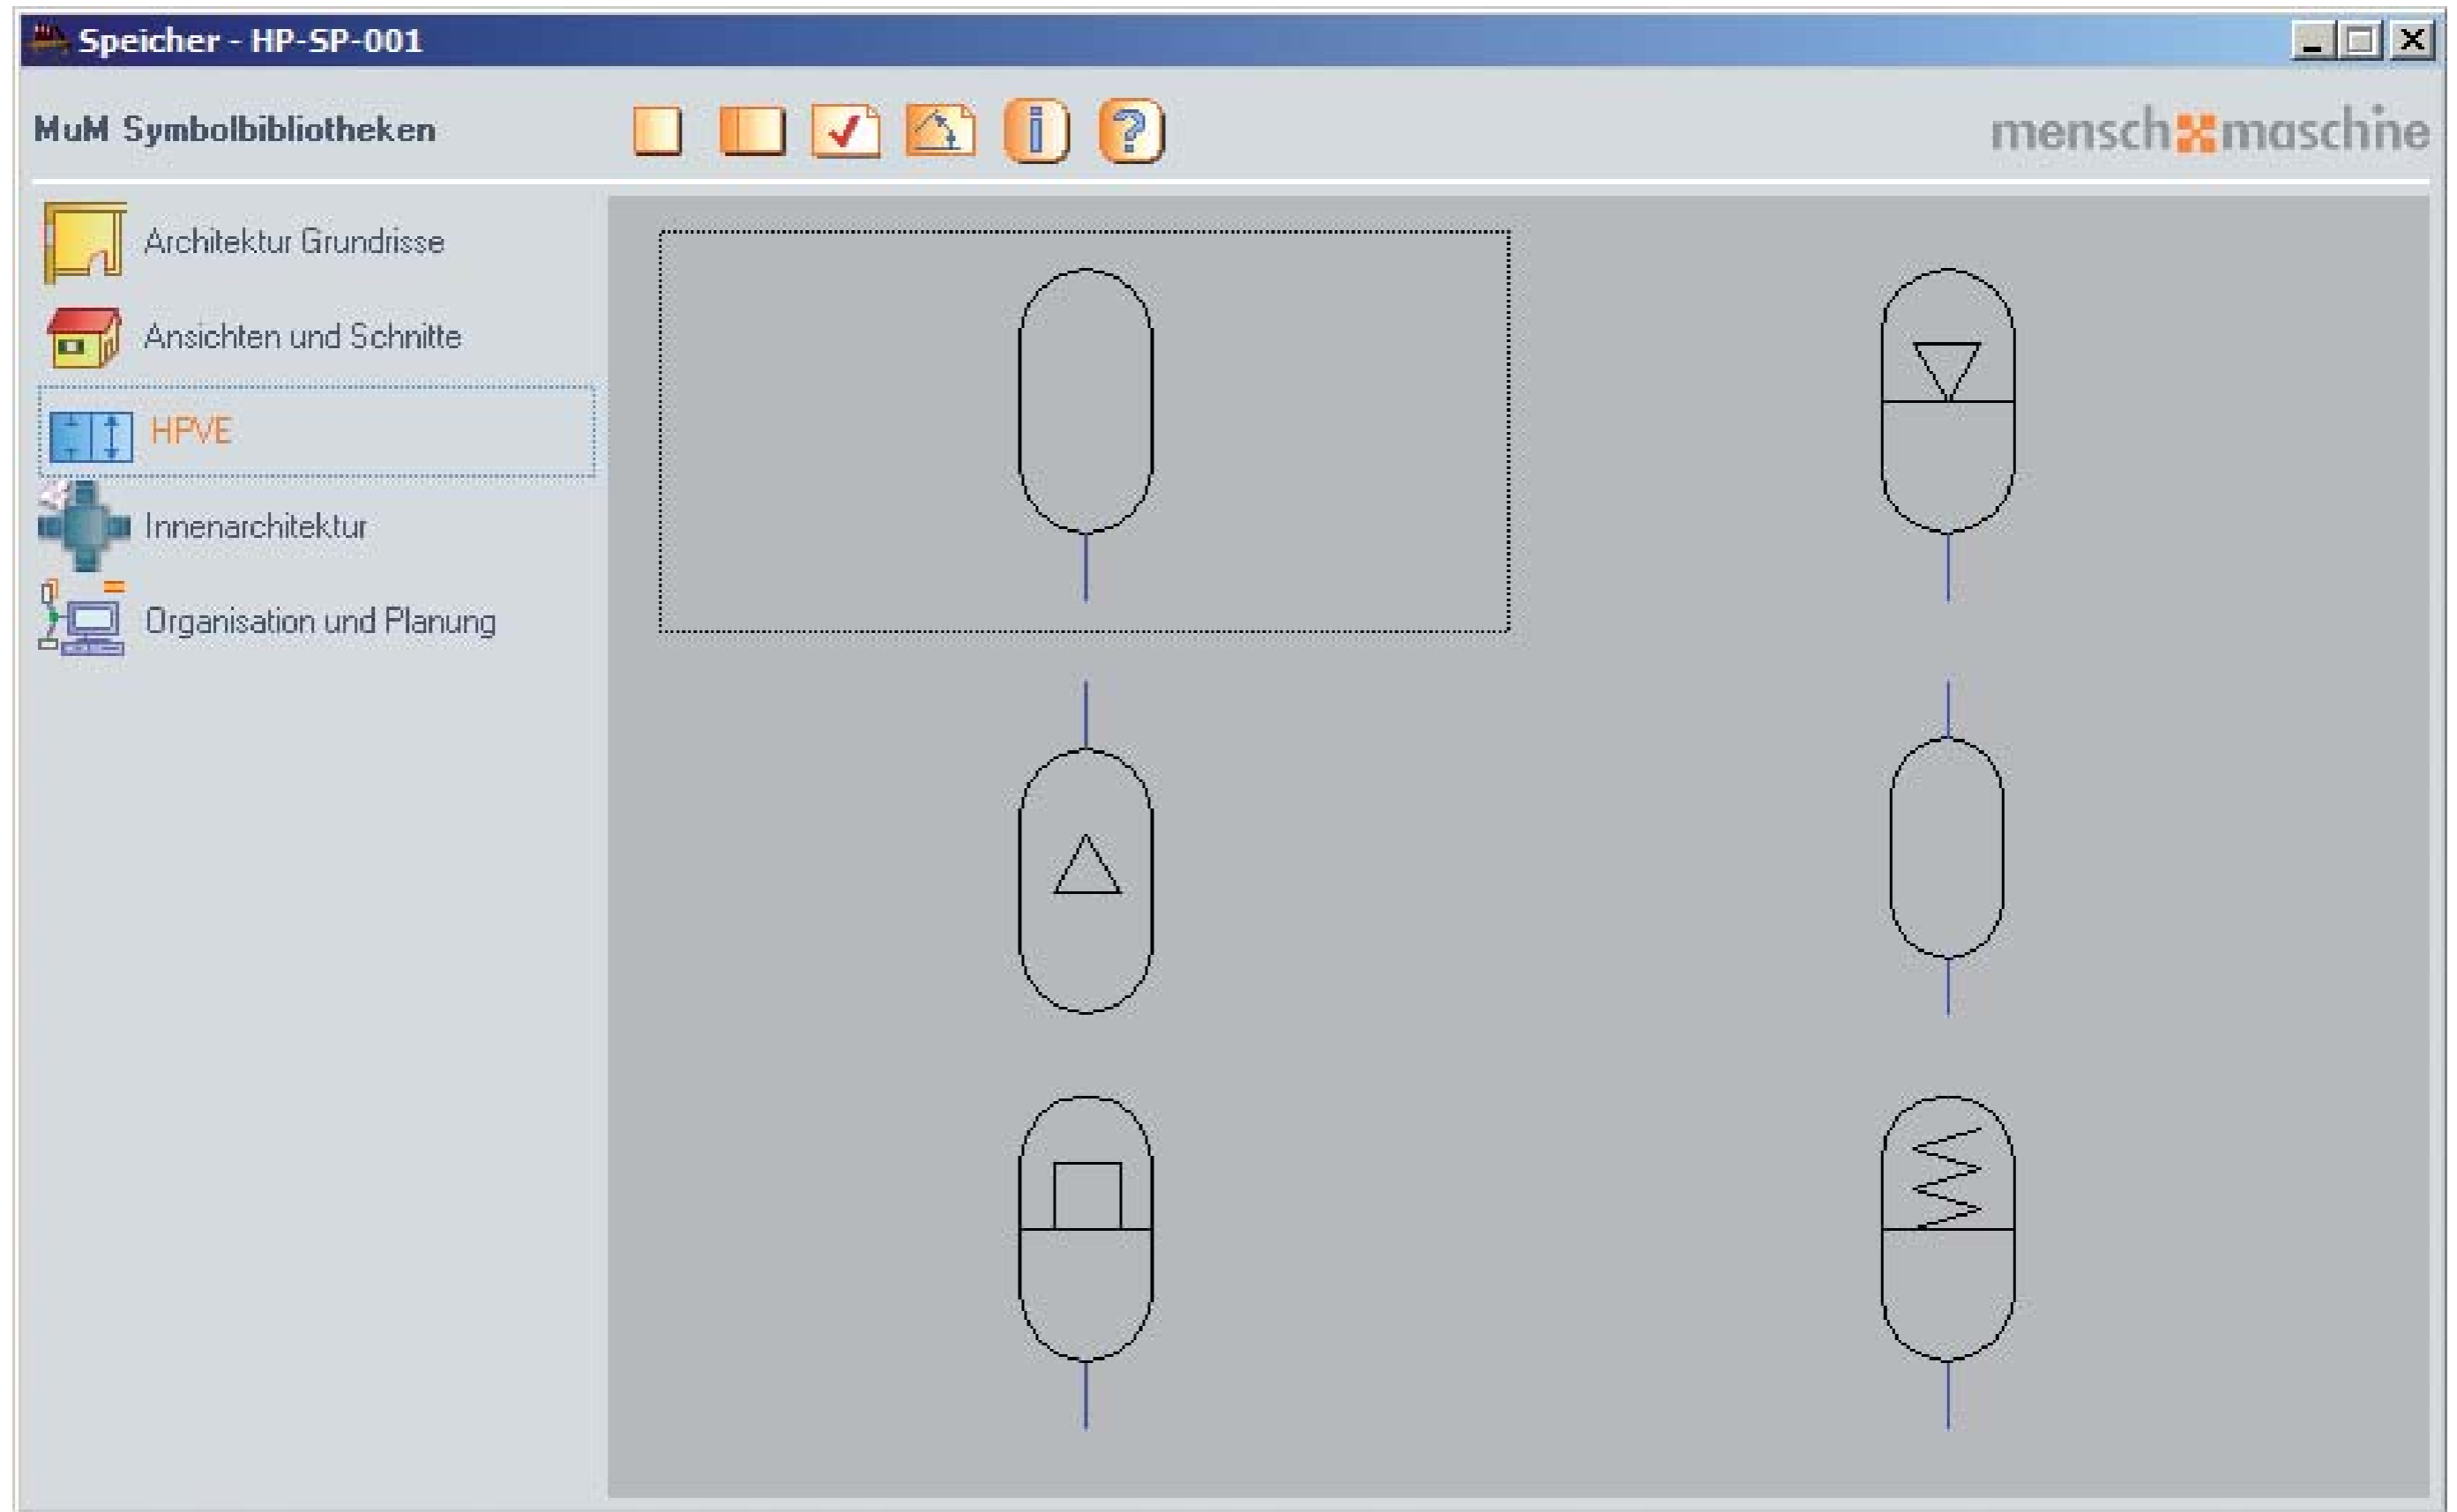 Speicher - HP-SP-001
MuM Symbolbibliotheken
mensch maschine
Architektur Grundrisse
Ansichten und Schnitte
HPVE
Innenarchitektur
Organisation und Planung